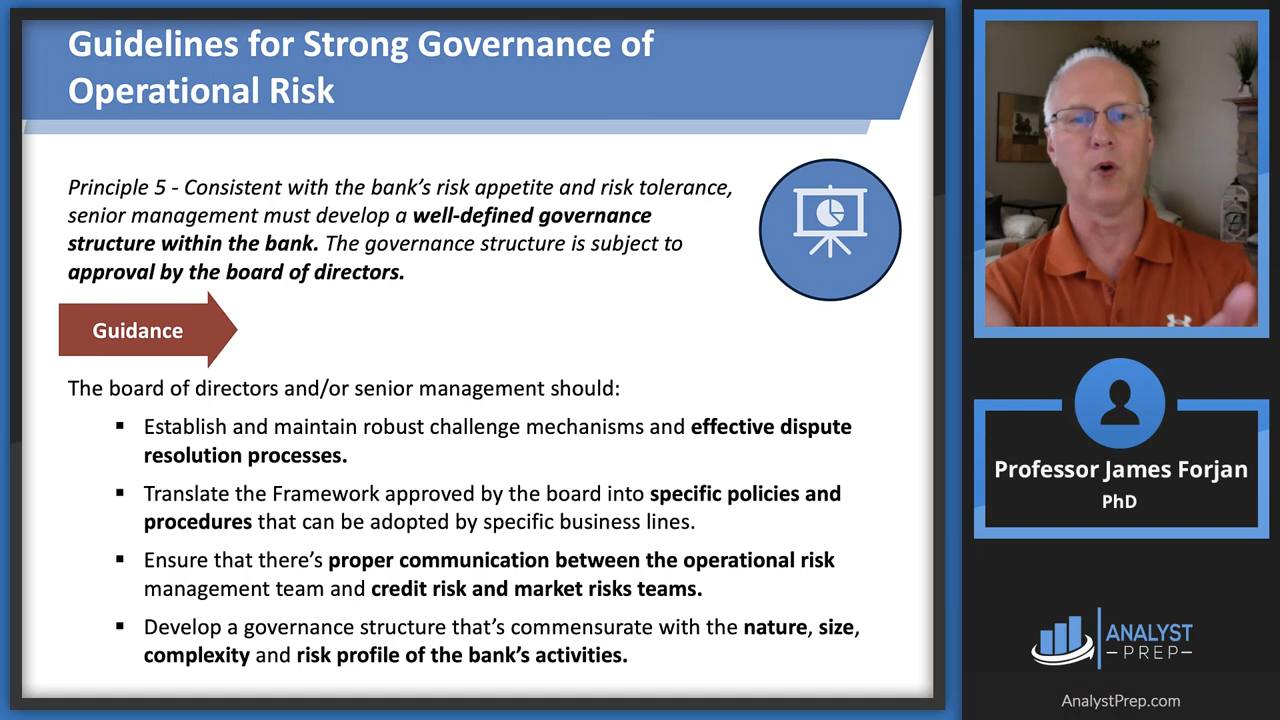 Guidelines for Strong Governance of
Operational Risk
Principle 5 - Consistent with the bank's risk appetite and risk tolerance,
senior management must develop a well-defined governance
structure within the bank. The governance structure is subject to
approval by the board of directors.
Guidance
The board of directors and/or senior management should:
▪ Establish and maintain robust challenge mechanisms and effective dispute
resolution processes.
▪ Translate the Framework approved by the board into specific policies and
procedures that can be adopted by specific business lines.
▪ Ensure that there's proper communication between the operational risk
management team and credit risk and market risks teams.
▪ Develop a governance structure that's commensurate with the nature, size,
complexity and risk profile of the bank's activities.
Professor James Forjan
PhD
ANALYST
PREP
AnalystPrep.com